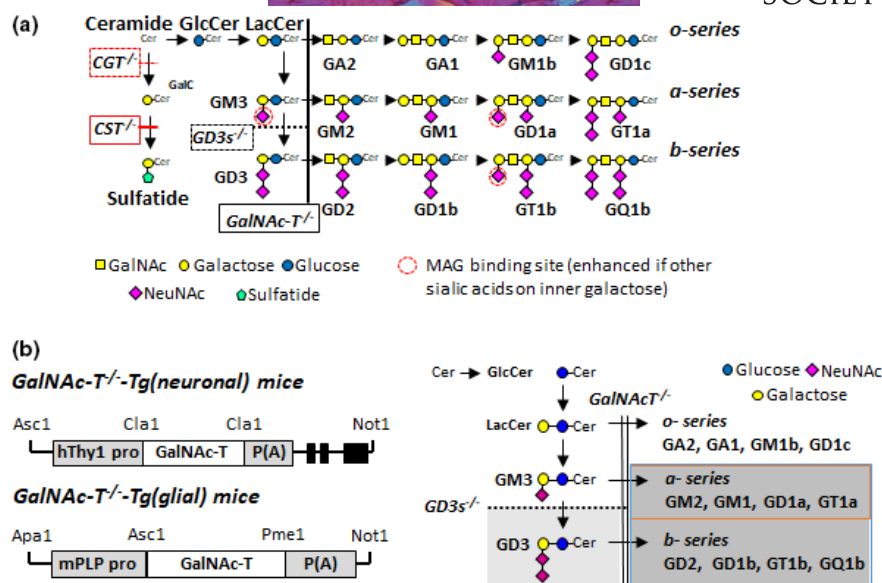 SOCIETY
(a)
Ceramide GlcCer LacCer
Cer Cer Cer Cer Cer Cer Cer o-series
CGT-/-
GA2 GA1 GM1b GD1c
GalC
Cer
GM3 Cer Cer Cer Cer Cer a-series
CST-/-
GD3s-/- GM2 GM1 GD1a GT1a
Cer
Cer Cer Cer Cer Cer b-series
GD3
Sulfatide
GalNAc-T-/- GD2 GD1b GT1b GQ1b
GalNAc Galactose Glucose MAG binding site (enhanced if other
NeuNAc Sulfatide sialic acids on inner galactose)
(b)
GalNAc-T-/--Tg(neuronal) mice
Asc1 Cla1 Cla1 Not1
hThy1 pro GalNAc-T P(A)
GalNAc-T-/--Tg(glial) mice
Apa1 Asc1 Pme1 Not1
mPLP pro GalNAc-T P(A)
Cer GlcCer Cer
Glucose NeuNAc
Galactose
GalNAcT-/-
LacCer Cer o- series
GA2, GA1, GM1b, GD1c
GM3 Cer a- series
GM2, GM1, GD1a, GT1a
GD3s-/-
GD3 Cer b- series
GD2, GD1b, GT1b, GQ1b